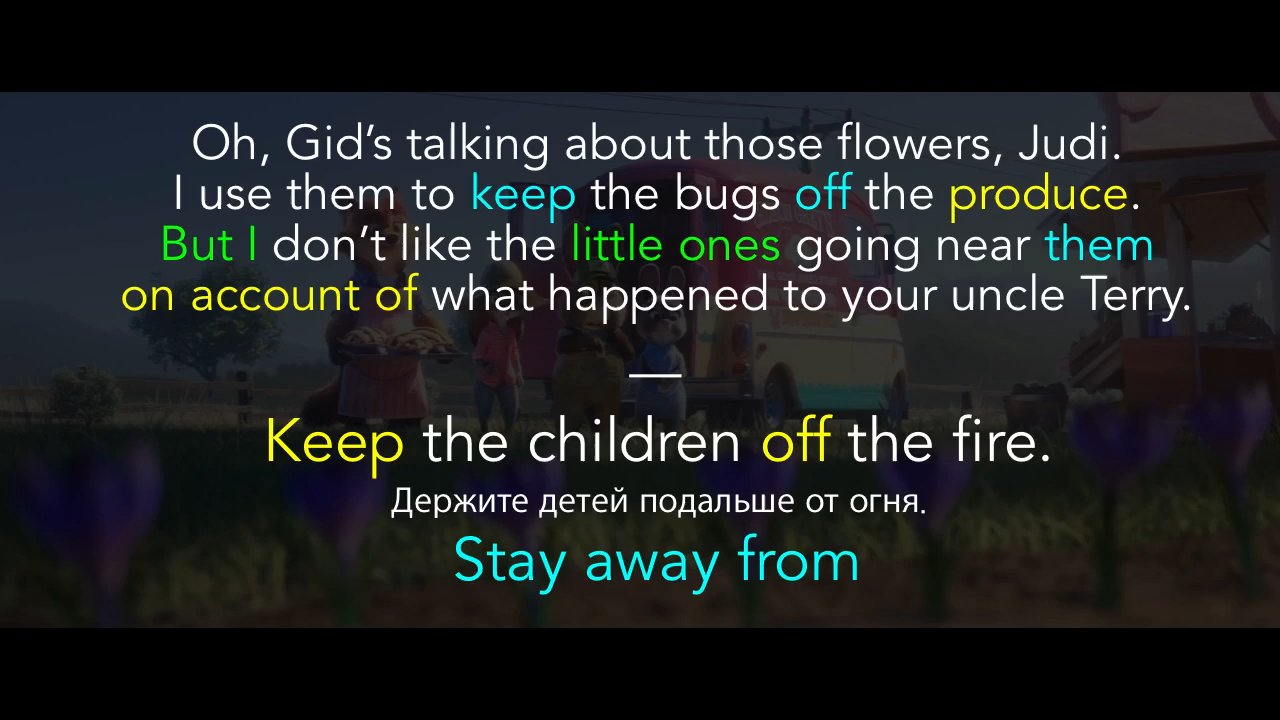 Oh, Gid’s talking about those flowers, Judi.
I use them to keep the bugs off the produce.
But I don’t like the little ones going near them
on account of what happened to your uncle Terry.
—
Keep the children off the fire.
Держите детей подальше от огня.
Stay away from